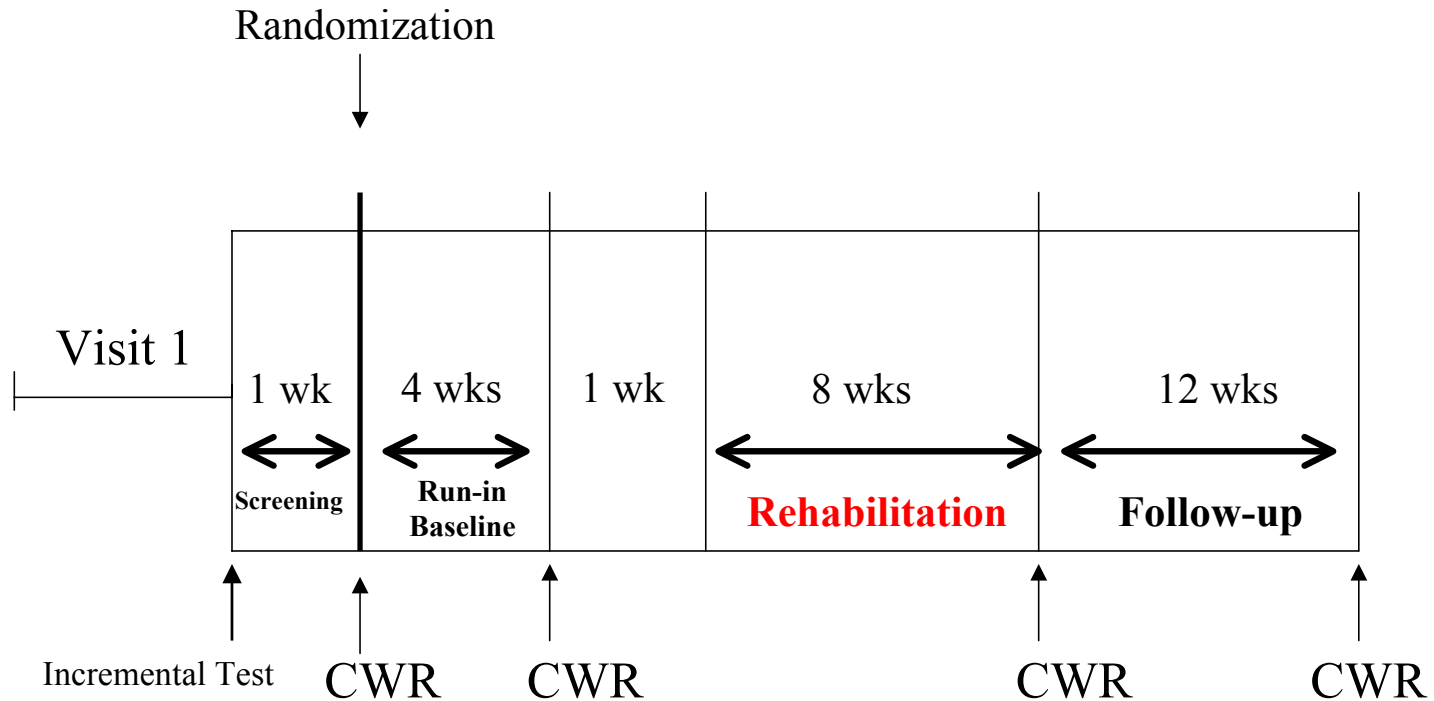 Randomization
Visit 1
1 wk
4 wks
1 wk
8 wks
12 wks
Screening
Run-in
Baseline
Rehabilitation
Follow-up
Incremental Test
CWR
CWR
CWR
CWR